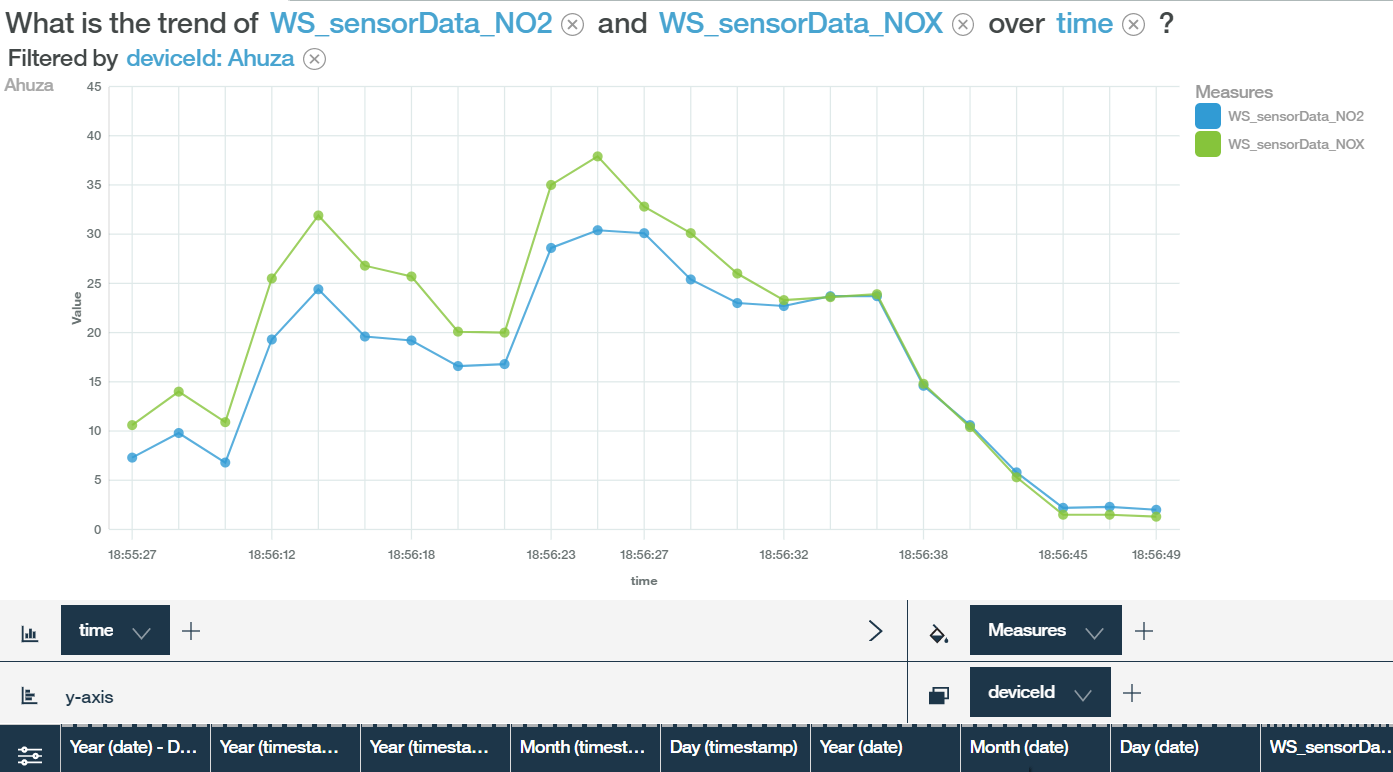 What is the trend of WS_sensorData_NO2 and WS_sensorData_NOX over time ?
Filtered by deviceId: Ahuza
Ahuza
Measures
WS_sensorData_NO2
WS_sensorData_NOX
Value
45
40
35
30
25
20
15
10
5
0
18:55:27 18:56:12 18:56:18 18:56:23 18:56:27 18:56:32 18:56:38 18:56:45 18:56:49
time
time
Measures
y-axis
deviceId
Year (date) - D... Year (timesta... Year (timesta... Month (timest... Day (timestamp) Year (date) Month (date) Day (date) WS_sensorDa...